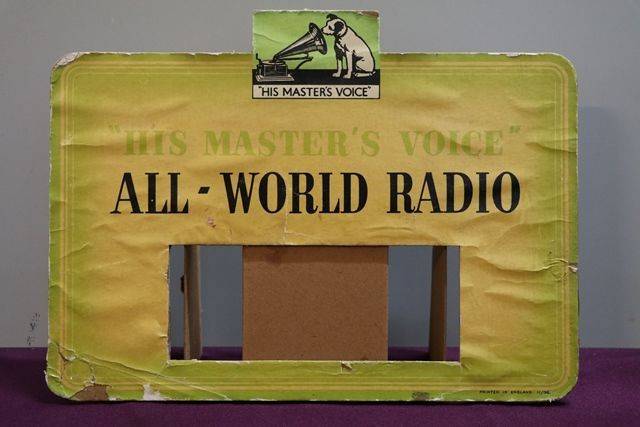 "HIS MASTER'S VOICE"
"HIS MASTER'S VOICE"
ALL-WORLD RADIO
PRINTED IN ENGLAND